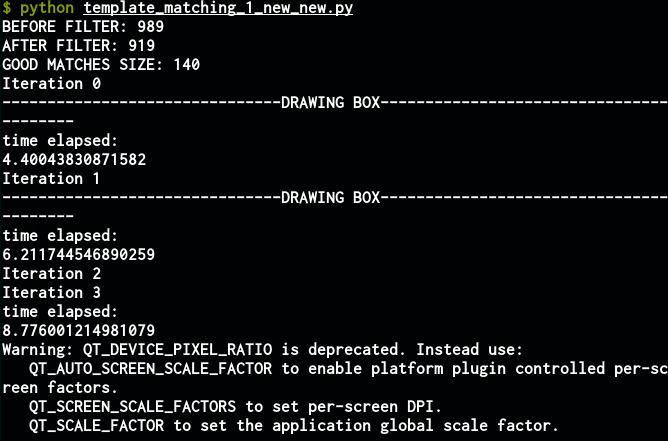 $ python template_matching_1_new_new.py
BEFORE FILTER: 989
AFTER FILTER: 919
GOOD MATCHES SIZE: 140
Iteration 0
-------------------------------DRAWING BOX--------------------------------
--------
time elapsed:
4.40043830871582
Iteration 1
-------------------------------DRAWING BOX--------------------------------
--------
time elapsed:
6.211744546890259
Iteration 2
Iteration 3
time elapsed:
8.776001214981079
Warning: QT_DEVICE_PIXEL_RATIO is deprecated. Instead use:
   QT_AUTO_SCREEN_SCALE_FACTOR to enable platform plugin controlled per-sc
reen factors.
   QT_SCREEN_SCALE_FACTORS to set per-screen DPI.
   QT_SCALE_FACTOR to set the application global scale factor.